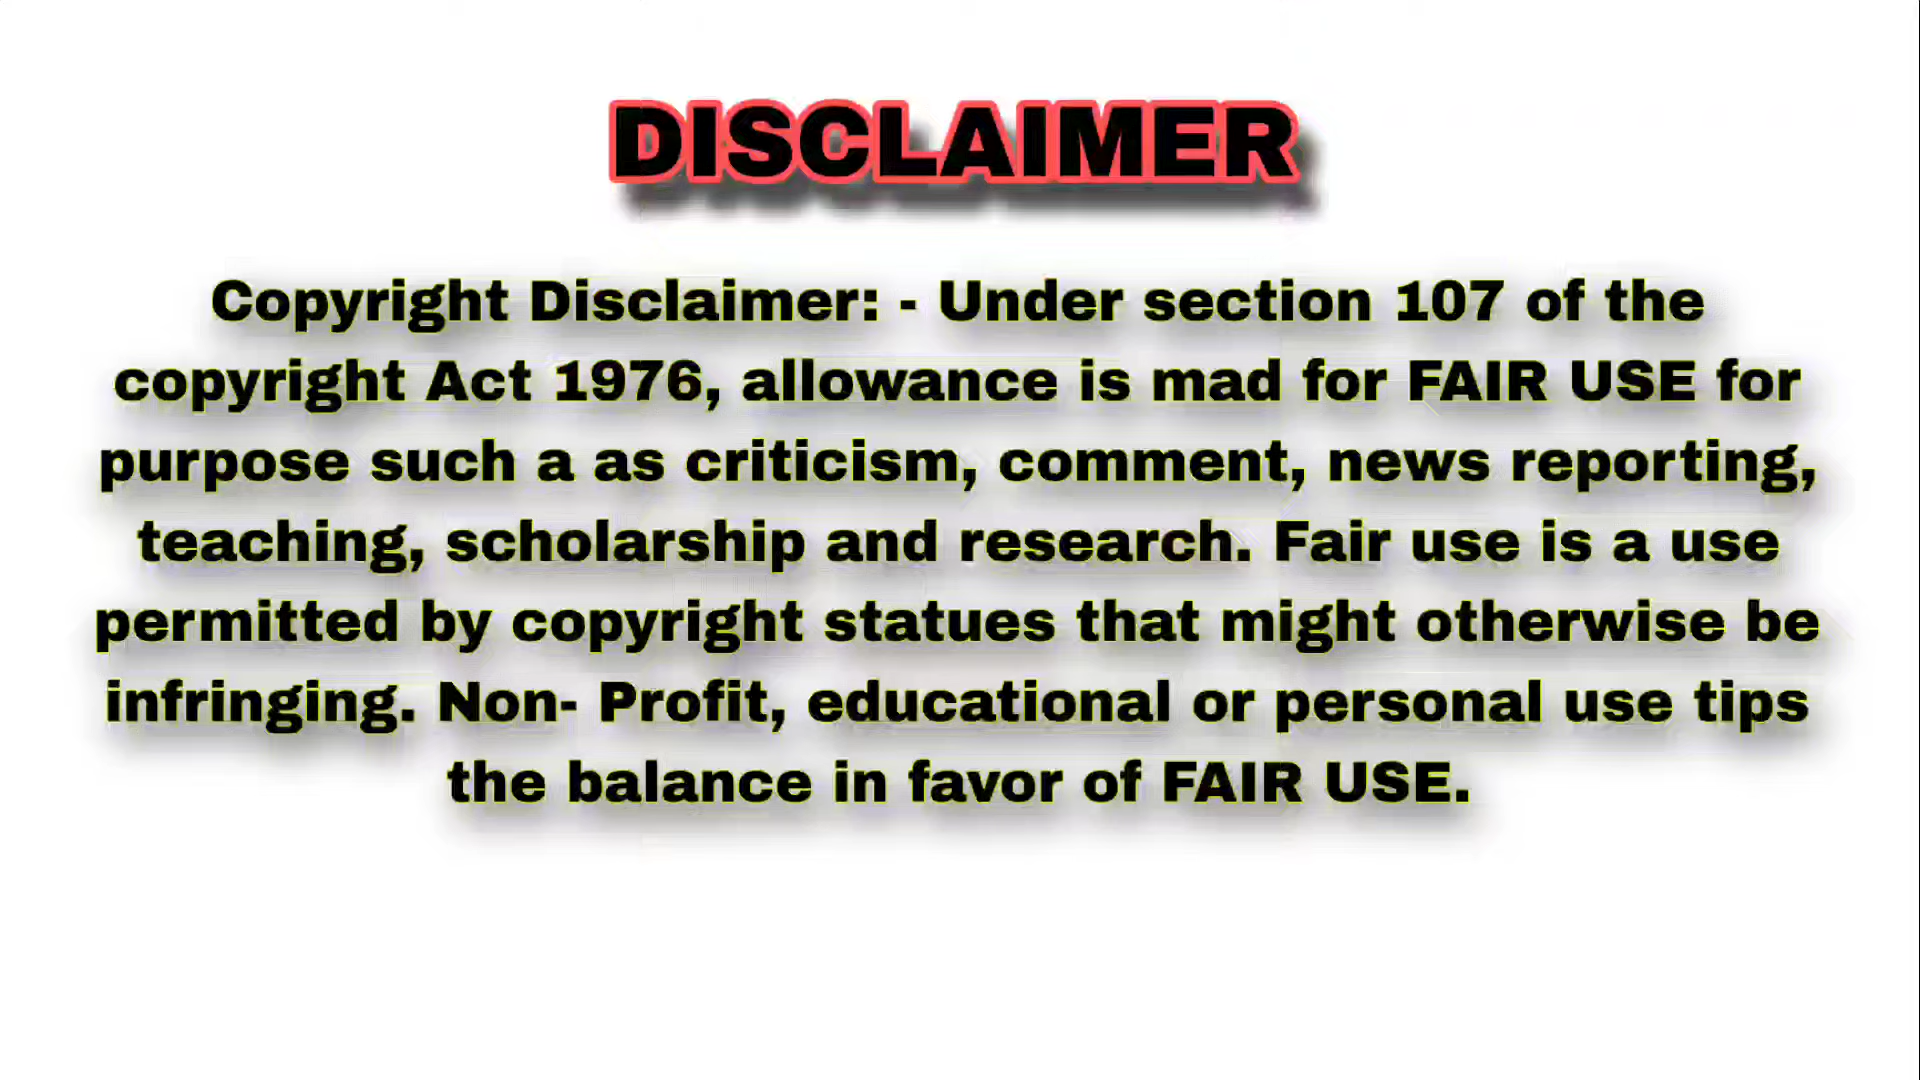 DISCLAIMER
Copyright Disclaimer: - Under section 107 of the
copyright Act 1976, allowance is mad for FAIR USE for
purpose such a as criticism, comment, news reporting,
teaching, scholarship and research. Fair use is a use
permitted by copyright statues that might otherwise be
infringing. Non- Profit, educational or personal use tips
the balance in favor of FAIR USE.